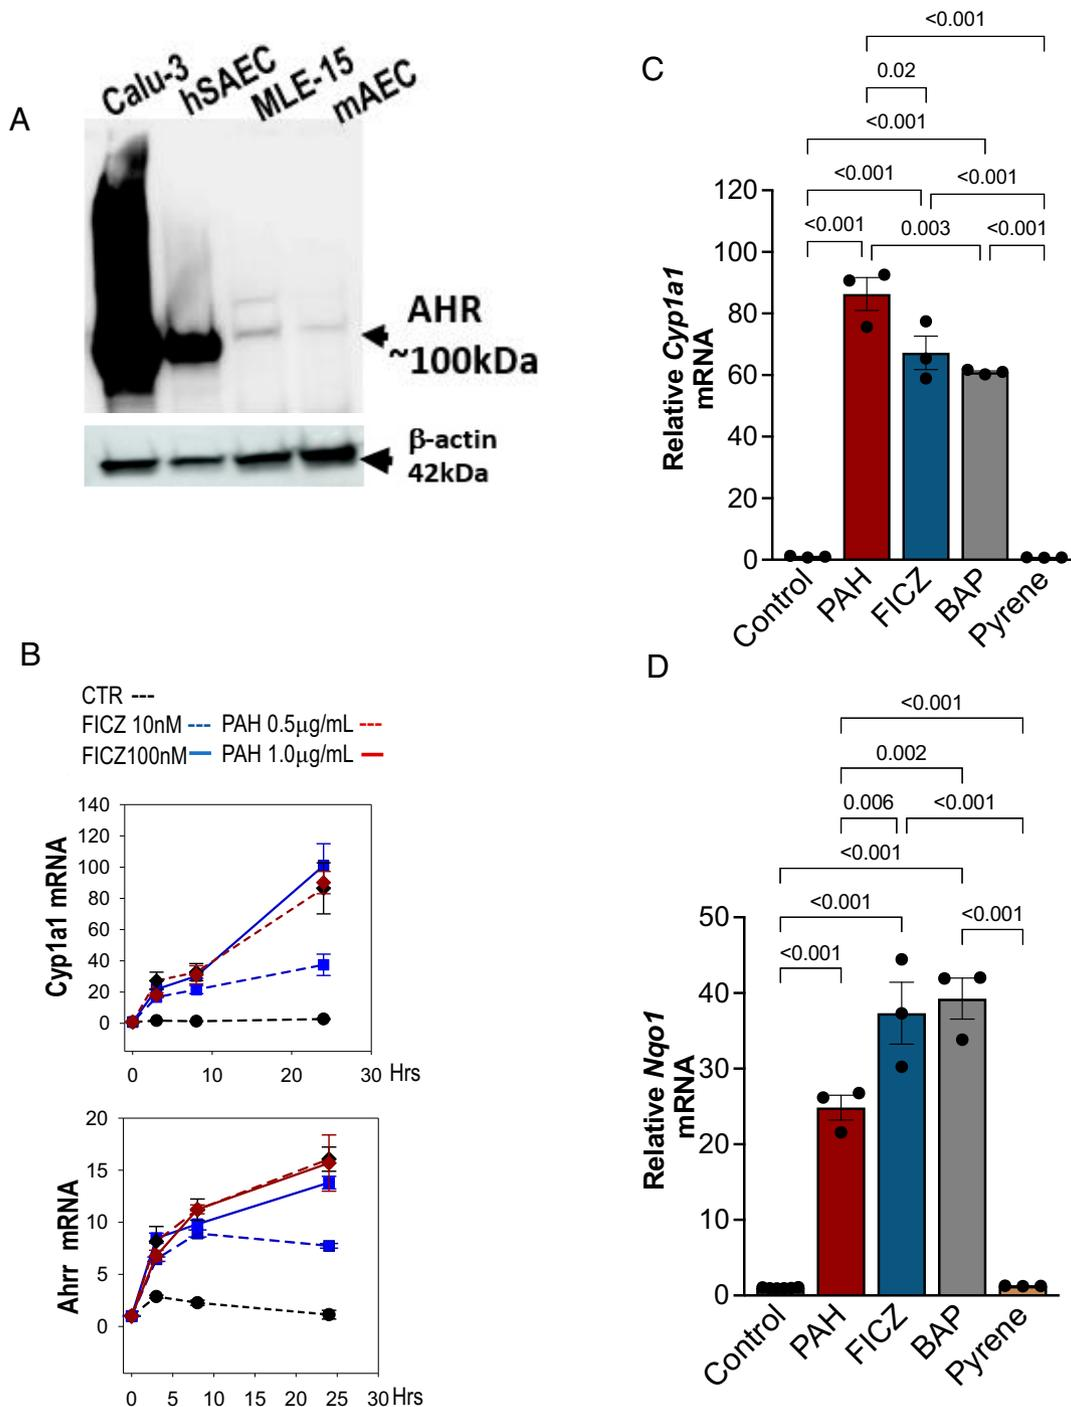 A
Calu-3
hSAEC
MLE-15
mAEC
AHR
~100kDa
β-actin
42kDa
B
CTR ---
FICZ 10nM --- PAH 0.5μg/mL ---
FICZ100nM — PAH 1.0μg/mL —
Cyp1a1 mRNA
140
120
100
80
60
40
20
0
0 10 20 30 Hrs
Ahrr mRNA
20
15
10
5
0
0 5 10 15 20 25 30 Hrs
C
<0.001
0.02
<0.001
<0.001 <0.001
<0.001 0.003 <0.001
Relative Cyp1a1
mRNA
120
100
80
60
40
20
0
Control
PAH
FICZ
BAP
Pyrene
D
<0.001
0.002
0.006 <0.001
<0.001
<0.001
<0.001
<0.001
Relative Nqo1
mRNA
50
40
30
20
10
0
Control
PAH
FICZ
BAP
Pyrene